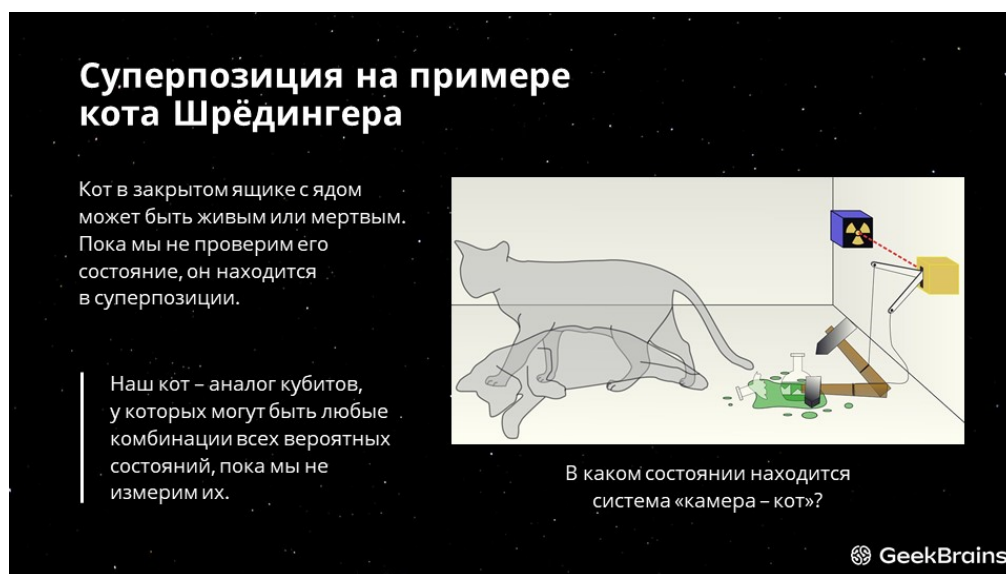 Суперпозиция на примере
кота Шрёдингера
Кот в закрытом ящике с ядом
может быть живым или мертвым.
Пока мы не проверим его
состояние, он находится
в суперпозиции.
Наш кот – аналог кубитов,
у которых могут быть любые
комбинации всех вероятных
состояний, пока мы не
измерим их.
В каком состоянии находится
система «камера – кот»?
GeekBrains